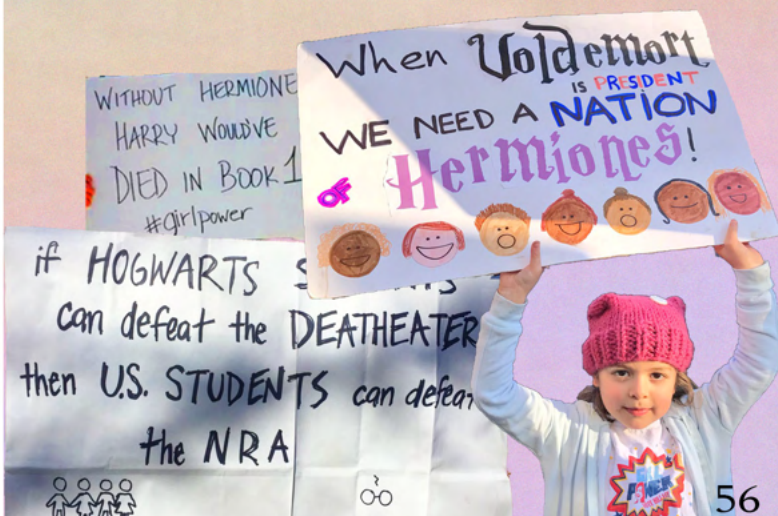 WITHOUT HERMIONE
HARRY WOULD'VE
DIED IN BOOK 1
#girlpower
When Voldemort
IS PRESIDENT
WE NEED A NATION
OF Hermiones!
if HOGWARTS
can defeat the DEATHEATER
then U.S. STUDENTS can defeat
the NRA
56